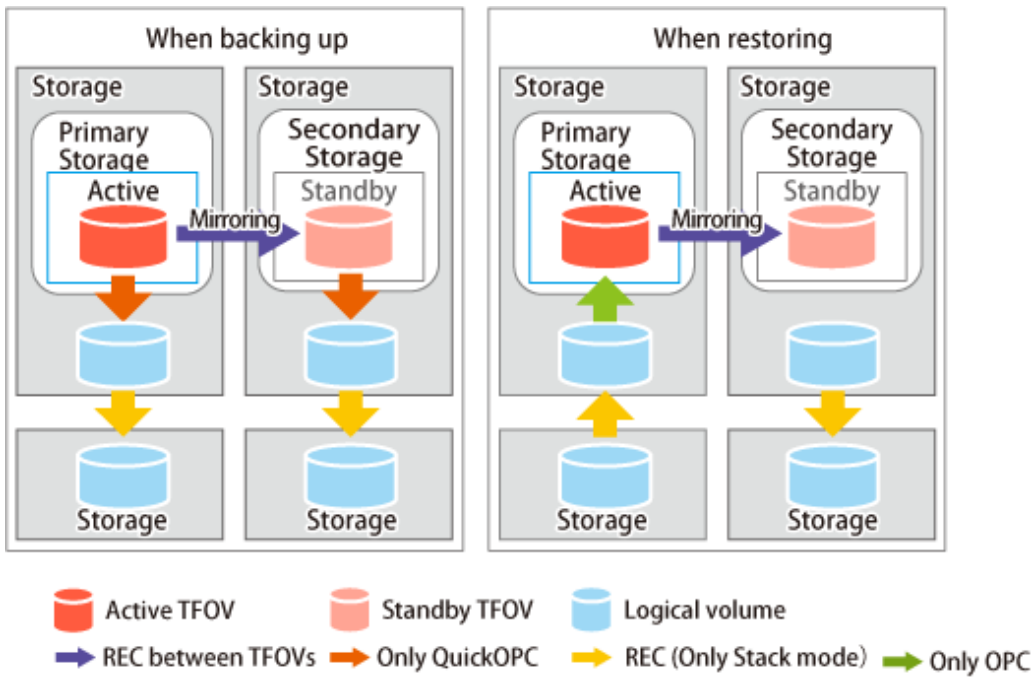 When backing up
Storage
Primary
Storage
Active
Mirroring
Storage
Secondary
Storage
Standby
Storage
Storage
When restoring
Storage
Primary
Storage
Active
Mirroring
Storage
Secondary
Storage
Standby
Storage
Storage
Active TFOV
Standby TFOV
Logical volume
REC between TFOVs
Only QuickOPC
REC (Only Stack mode)
Only OPC